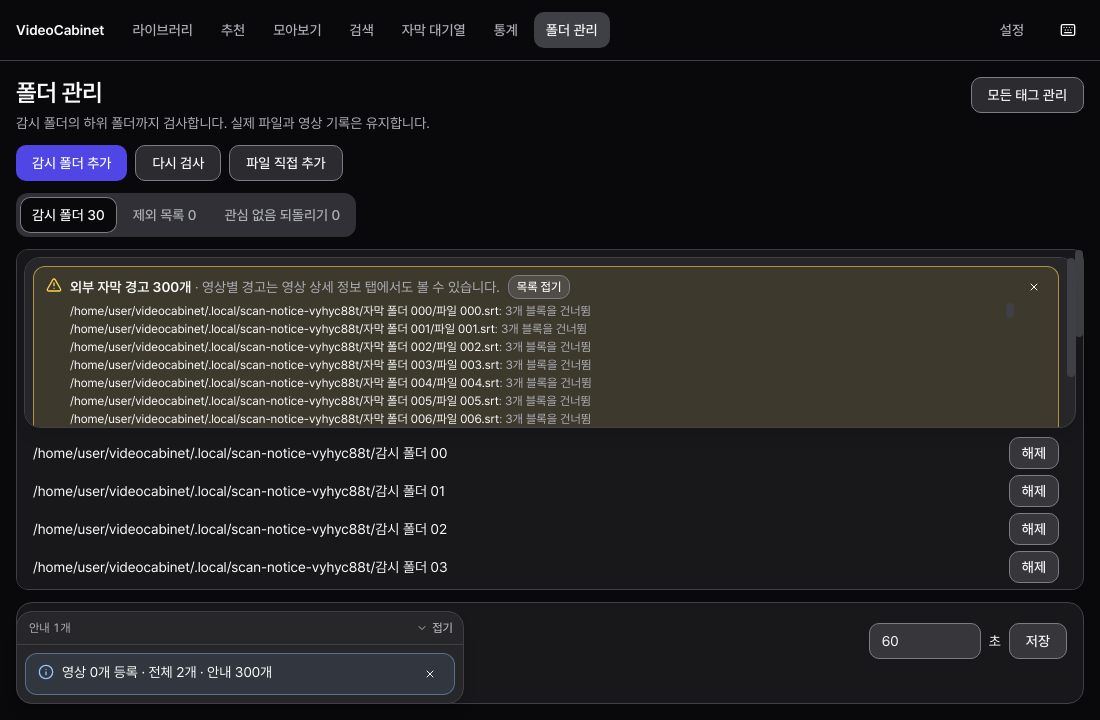 VideoCabinet 라이브러리 추천 모아보기 검색 자막 대기열 통계 폴더 관리 설정
폴더 관리
모든 태그 관리
감시 폴더의 하위 폴더까지 검사합니다. 실제 파일과 영상 기록은 유지합니다.
감시 폴더 추가 다시 검사 파일 직접 추가
감시 폴더 30 제외 목록 0 관심 없음 되돌리기 0
외부 자막 경고 300개 · 영상별 경고는 영상 상세 정보 탭에서도 볼 수 있습니다. 목록 접기
/home/user/videocabinet/.local/scan-notice-vyhyc88t/자막 폴더 000/파일 000.srt: 3개 블록을 건너뜀
/home/user/videocabinet/.local/scan-notice-vyhyc88t/자막 폴더 001/파일 001.srt: 3개 블록을 건너뜀
/home/user/videocabinet/.local/scan-notice-vyhyc88t/자막 폴더 002/파일 002.srt: 3개 블록을 건너뜀
/home/user/videocabinet/.local/scan-notice-vyhyc88t/자막 폴더 003/파일 003.srt: 3개 블록을 건너뜀
/home/user/videocabinet/.local/scan-notice-vyhyc88t/자막 폴더 004/파일 004.srt: 3개 블록을 건너뜀
/home/user/videocabinet/.local/scan-notice-vyhyc88t/자막 폴더 005/파일 005.srt: 3개 블록을 건너뜀
/home/user/videocabinet/.local/scan-notice-vyhyc88t/자막 폴더 006/파일 006.srt: 3개 블록을 건너뜀
/home/user/videocabinet/.local/scan-notice-vyhyc88t/감시 폴더 00 해제
/home/user/videocabinet/.local/scan-notice-vyhyc88t/감시 폴더 01 해제
/home/user/videocabinet/.local/scan-notice-vyhyc88t/감시 폴더 02 해제
/home/user/videocabinet/.local/scan-notice-vyhyc88t/감시 폴더 03 해제
안내 1개 접기
60 초 저장
영상 0개 등록 · 전체 2개 · 안내 300개